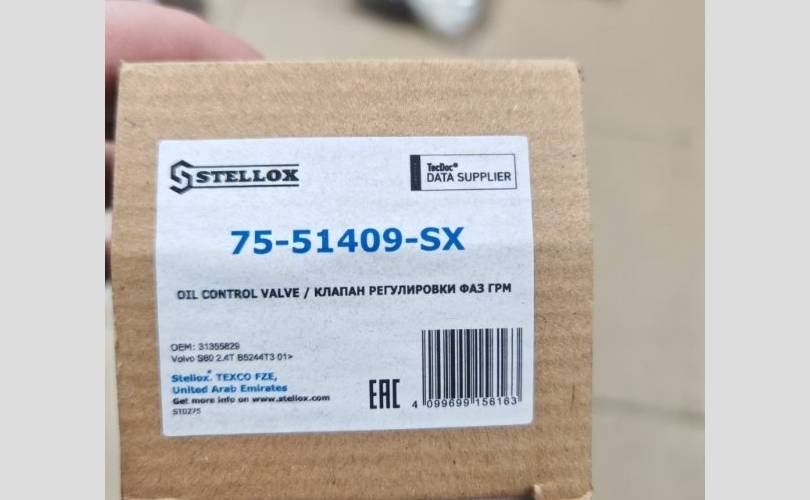 STELLOX
TecDoc®
DATA SUPPLIER
75-51409-SX
OIL CONTROL VALVE / КЛАПАН РЕГУЛИРОВКИ ФАЗ ГРМ
OEM: 31355829
Volvo S60 2.4T B5244T3 01>
Stellox® TEXCO FZE,
United Arab Emirates
Get more info on www.stellox.com
ST0275
EAC
4 099699 156163